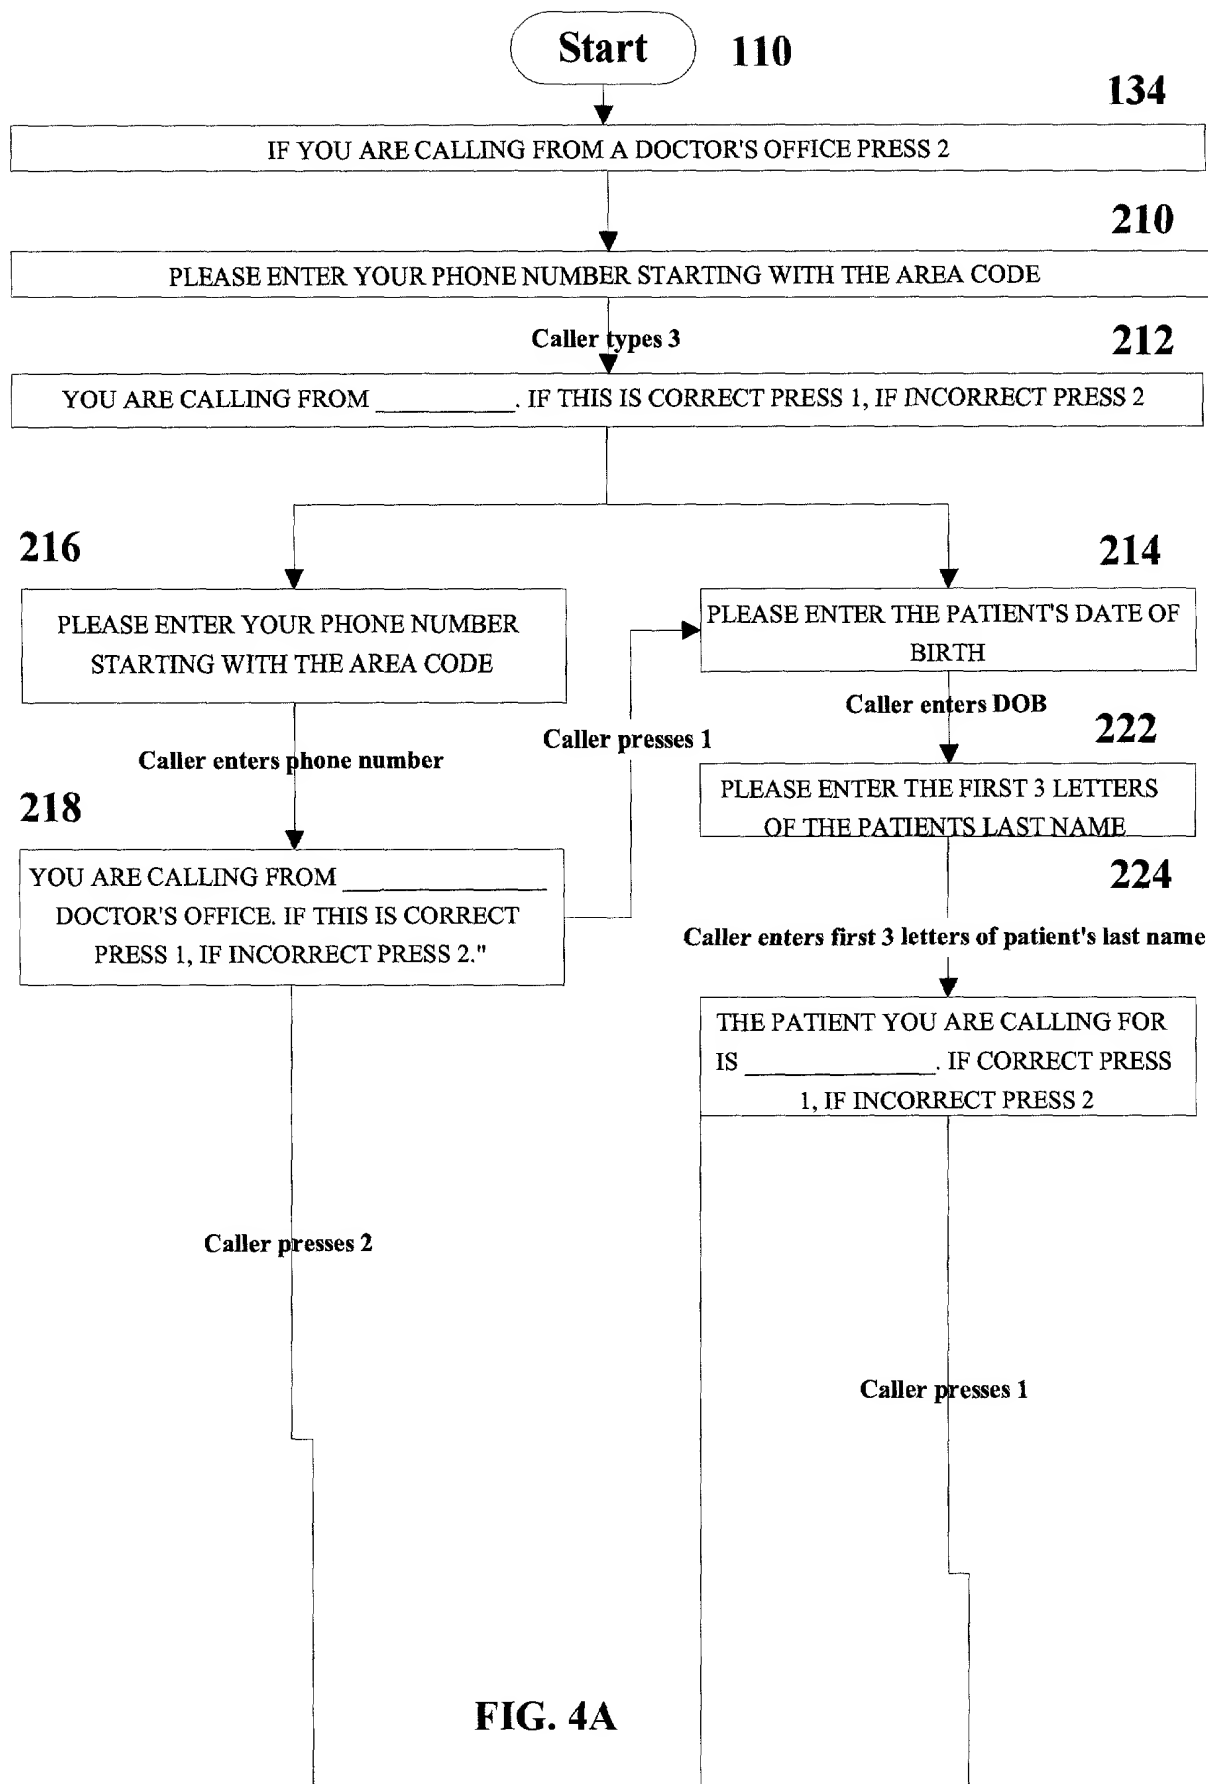 Start
110
134
IF YOU ARE CALLING FROM A DOCTOR'S OFFICE PRESS 2
210
PLEASE ENTER YOUR PHONE NUMBER STARTING WITH THE AREA CODE
Caller types 3
212
YOU ARE CALLING FROM ___________. IF THIS IS CORRECT PRESS 1, IF INCORRECT PRESS 2
216
PLEASE ENTER YOUR PHONE NUMBER
STARTING WITH THE AREA CODE
Caller enters phone number
218
YOU ARE CALLING FROM ________________
DOCTOR'S OFFICE. IF THIS IS CORRECT
PRESS 1, IF INCORRECT PRESS 2."
Caller presses 1
Caller presses 2
214
PLEASE ENTER THE PATIENT'S DATE OF
BIRTH
Caller enters DOB
222
PLEASE ENTER THE FIRST 3 LETTERS
OF THE PATIENTS LAST NAME
224
Caller enters first 3 letters of patient's last name
THE PATIENT YOU ARE CALLING FOR
IS _______________. IF CORRECT PRESS
1, IF INCORRECT PRESS 2
Caller presses 1
FIG. 4A